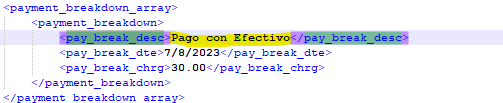 <payment_breakdown_array>
<payment_breakdown>
<pay_break_desc>Pago con Efectivo</pay_break_desc>
<pay_break_dte>7/8/2023</pay_break_dte>
<pay_break_chrg>30.00</pay_break_chrg>
</payment_breakdown>
</payment_breakdown_array>